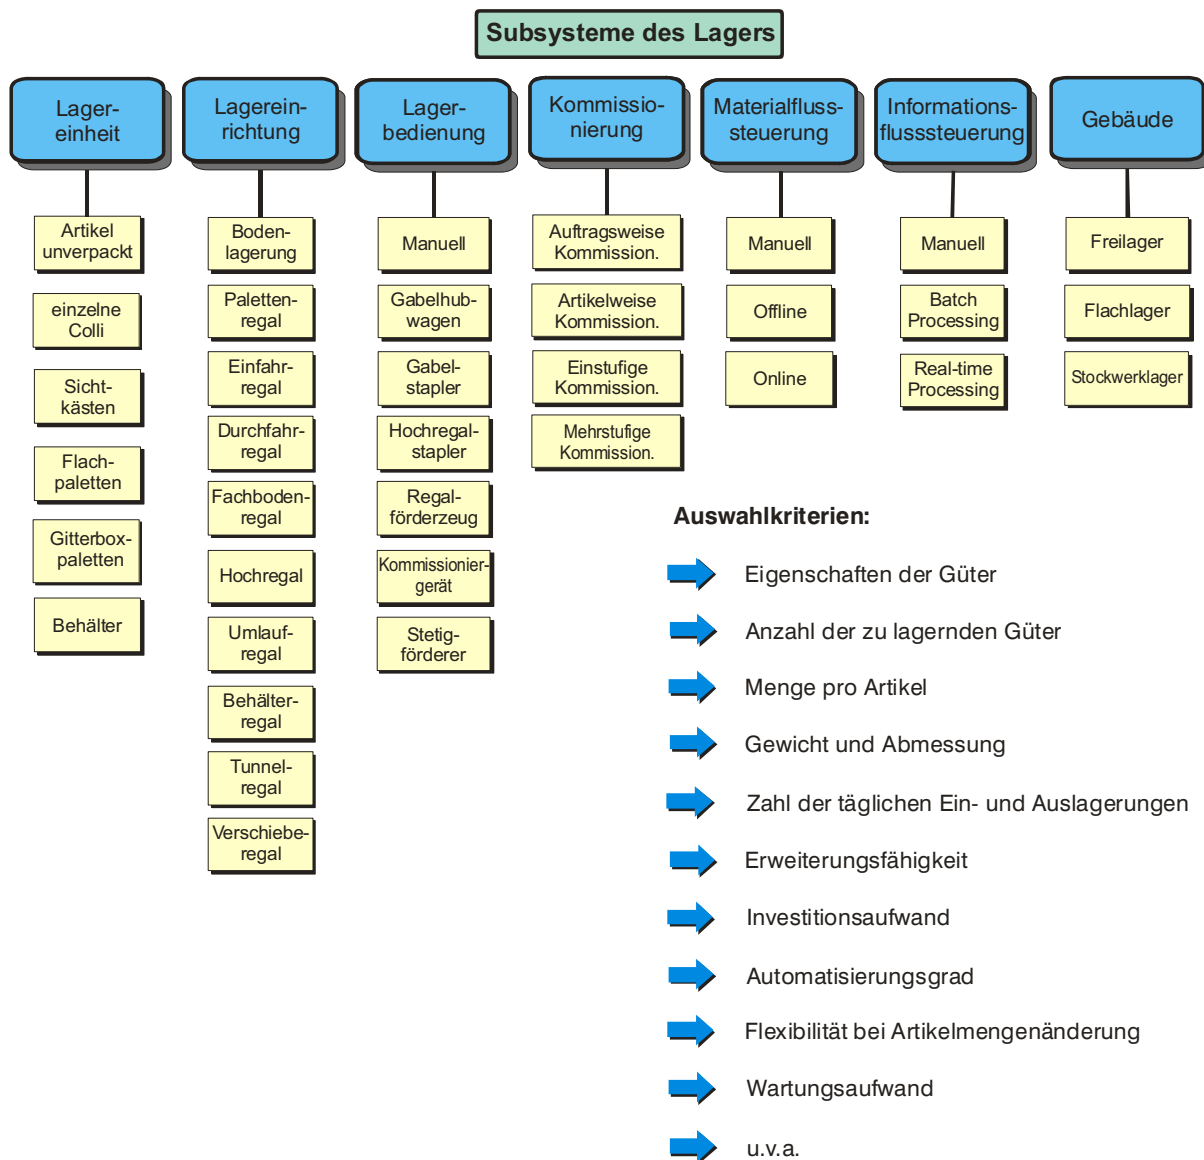 Subsysteme des Lagers
Lager-
einheit
Artikel
unverpackt
einzelne
Colli
Sicht-
kästen
Flach-
paletten
Gitterbox-
paletten
Behälter
Lagerein-
richtung
Boden-
lagerung
Paletten-
regal
Einfahr-
regal
Durchfahr-
regal
Fachboden-
regal
Hochregal
Umlauf-
regal
Behälter-
regal
Tunnel-
regal
Verschiebe-
regal
Lager-
bedienung
Manuell
Gabelhub-
wagen
Gabel-
stapler
Hochregal-
stapler
Regal-
förderzeug
Kommissionier-
gerät
Stetig-
förderer
Kommissio-
nierung
Auftragsweise
Kommission.
Artikelweise
Kommission.
Einstufige
Kommission.
Mehrstufige
Kommission.
Materialfluss-
steuerung
Manuell
Offline
Online
Informations-
flusssteuerung
Manuell
Batch
Processing
Real-time
Processing
Gebäude
Freilager
Flachlager
Stockwerklager
Auswahlkriterien:
Eigenschaften der Güter
Anzahl der zu lagernden Güter
Menge pro Artikel
Gewicht und Abmessung
Zahl der täglichen Ein- und Auslagerungen
Erweiterungsfähigkeit
Investitionsaufwand
Automatisierungsgrad
Flexibilität bei Artikelmengenänderung
Wartungsaufwand
u.v.a.